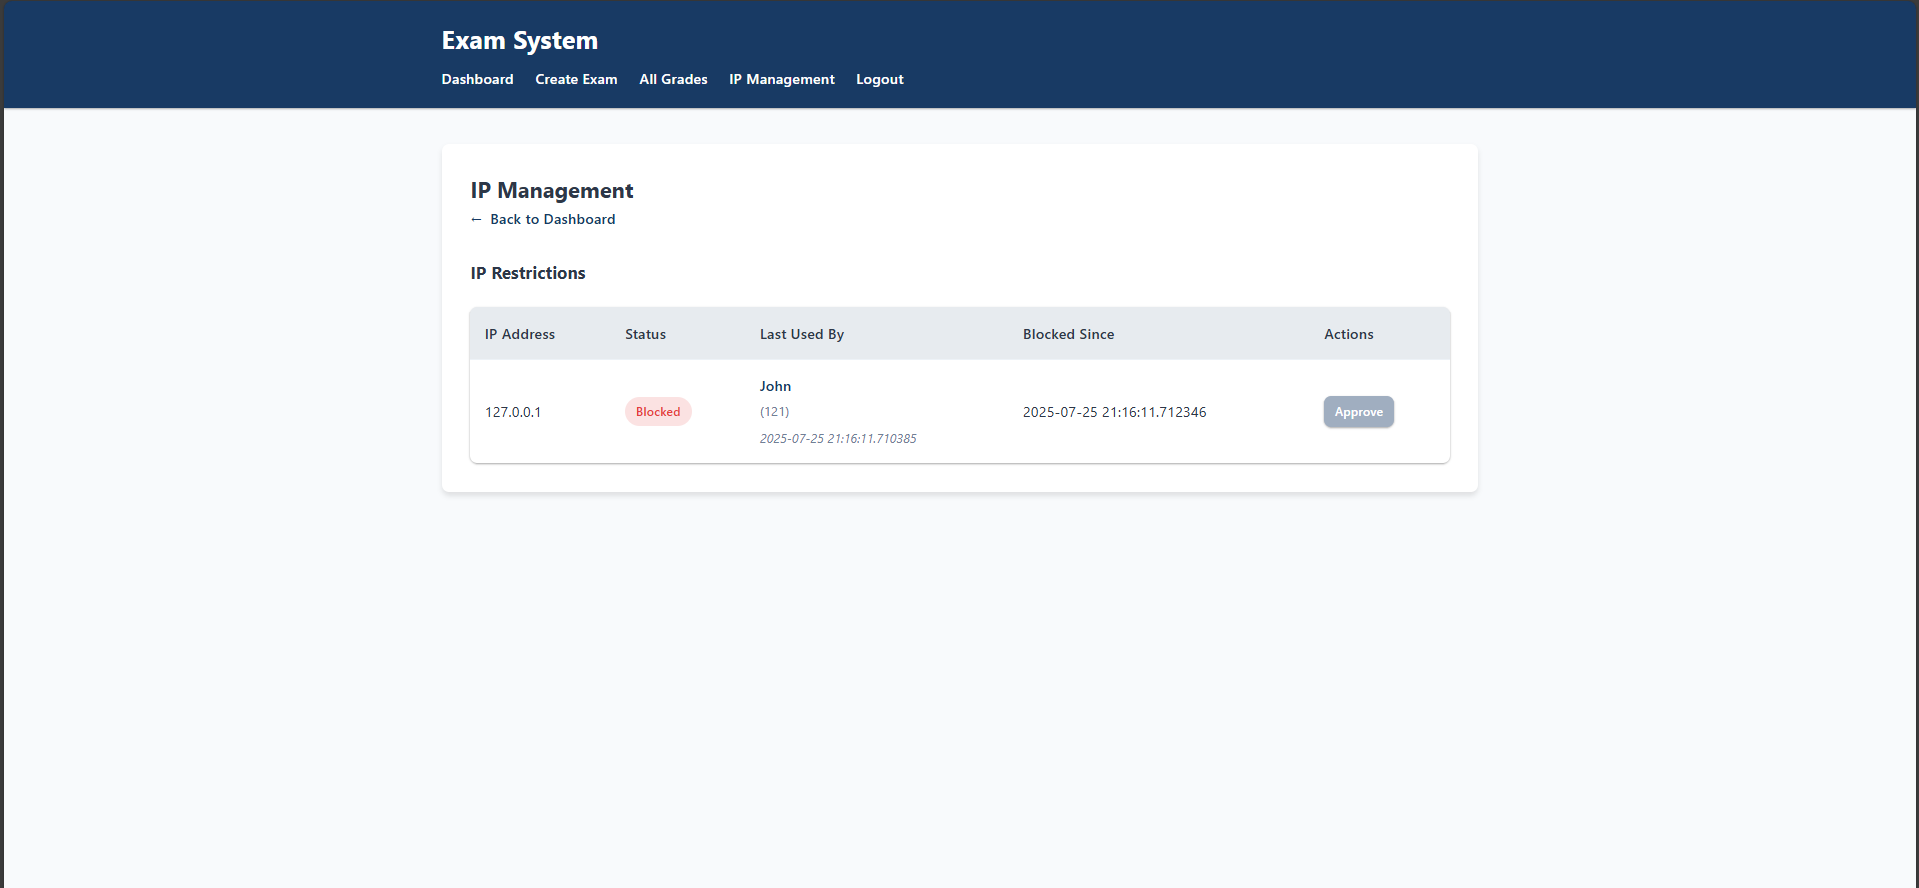 Exam System
Dashboard Create Exam All Grades IP Management Logout
IP Management
← Back to Dashboard
IP Restrictions
IP Address Status Last Used By Blocked Since Actions
John
127.0.0.1 Blocked (121) 2025-07-25 21:16:11.712346 Approve
2025-07-25 21:16:11.710385